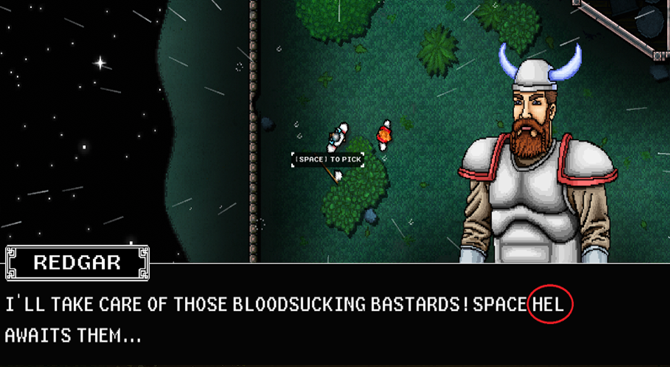 [SPACE] TO PICK
REDGAR
I'LL TAKE CARE OF THOSE BLOODSUCKING BASTARDS! SPACE HEL
AWAITS THEM...